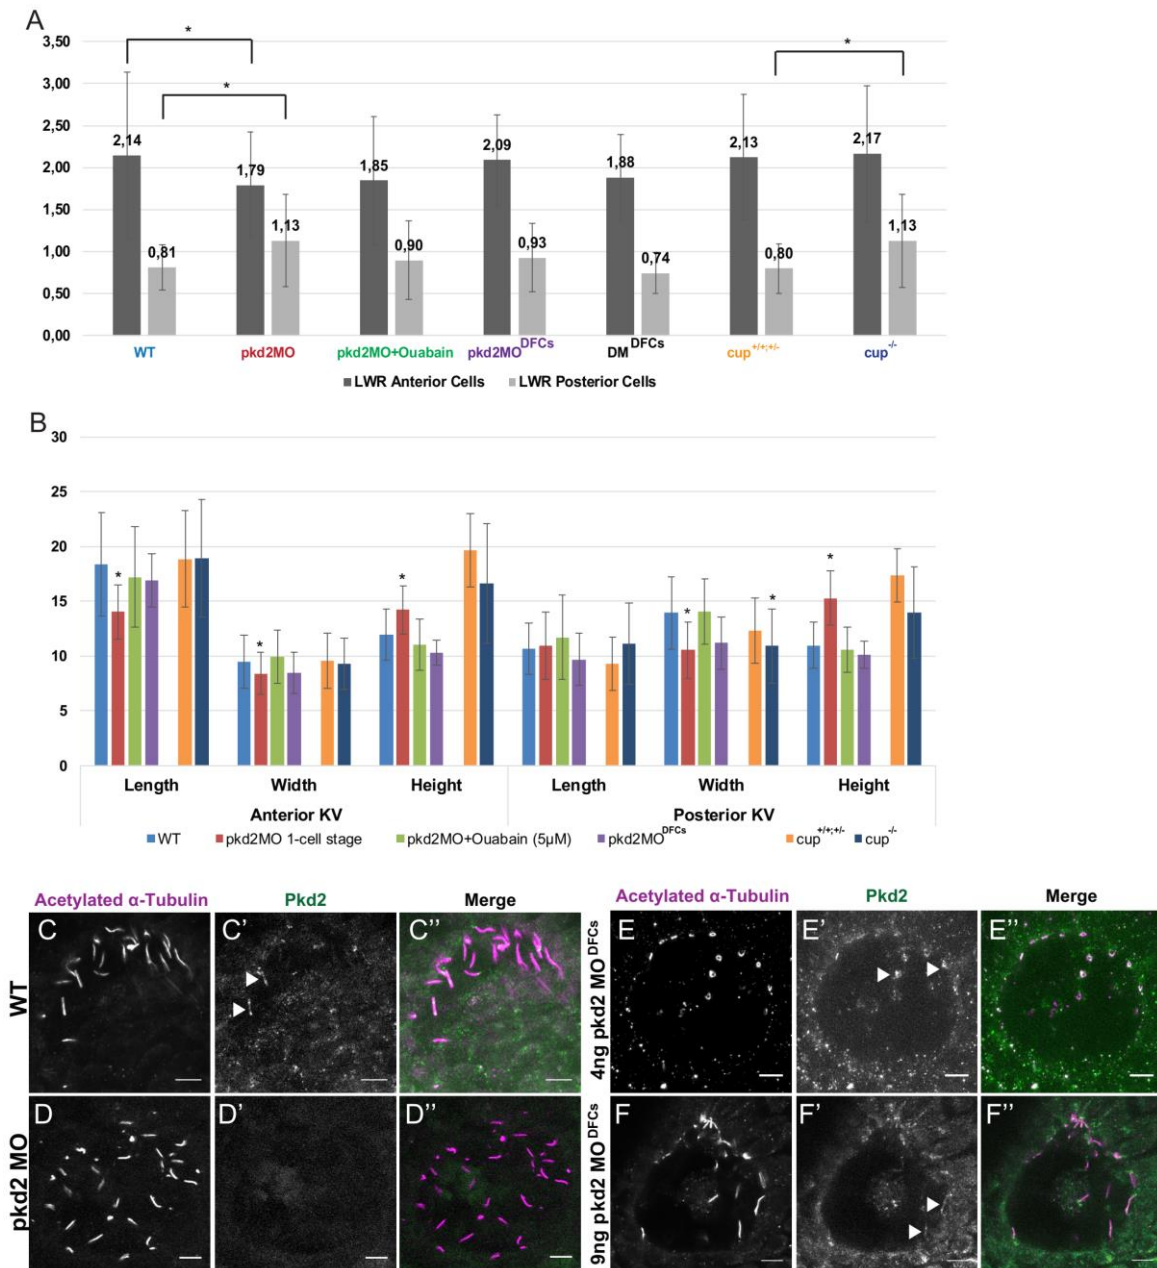 A
3,50
3,00
2,50
2,00
1,50
1,00
0,50
0,00
* * *
2,14 0,81 1,79 1,13 1,85 0,90 2,09 0,93 1,88 0,74 2,13 0,80 2,17 1,13
WT pkd2MO pkd2MO+Ouabain pkd2MO^DFCs DM^DFCs cup^+/+;+/- cup^-/-
LWR Anterior Cells LWR Posterior Cells
B
30
25
20
15
10
5
0
* * * * * *
Length Width Height Length Width Height
Anterior KV Posterior KV
WT pkd2MO 1-cell stage pkd2MO+Ouabain (5µM) pkd2MO^DFCs cup^+/+;+/- cup^-/-
Acetylated α-Tubulin Pkd2 Merge
WT
C C' C''
pkd2 MO
D D' D''
Acetylated α-Tubulin Pkd2 Merge
4ng pkd2 MO^DFCs
E E' E''
9ng pkd2 MO^DFCs
F F' F''